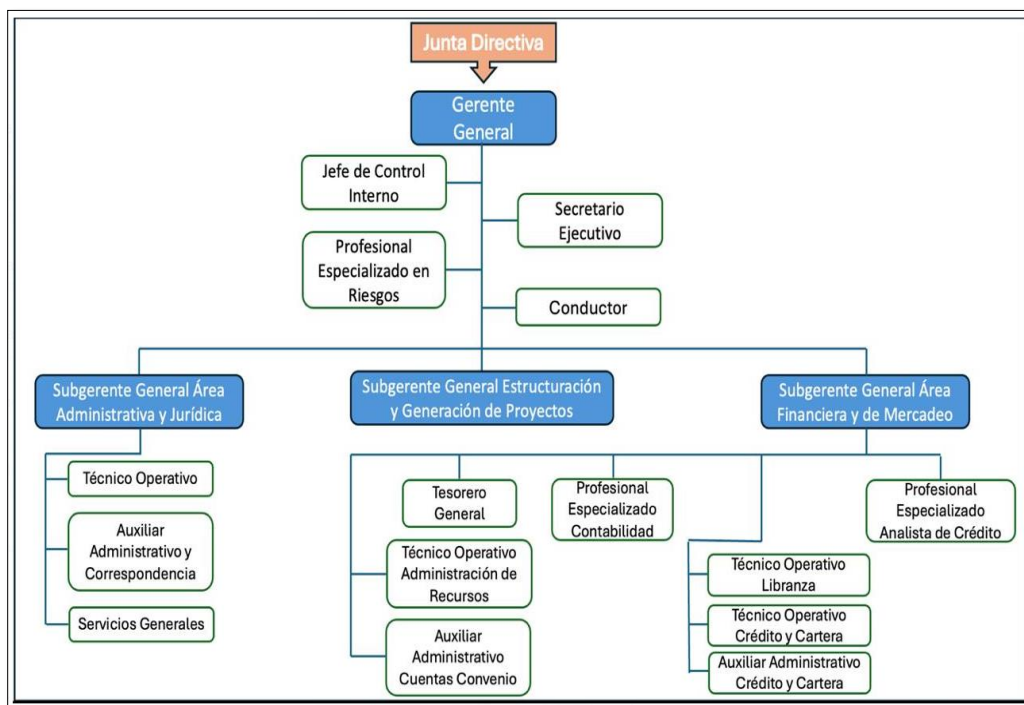 Junta Directiva
Gerente
General
Jefe de Control
Interno
Secretario
Ejecutivo
Profesional
Especializado en
Riesgos
Conductor
Subgerente General Área
Administrativa y Jurídica
Subgerente General Estructuración
y Generación de Proyectos
Subgerente General Área
Financiera y de Mercadeo
Técnico Operativo
Auxiliar
Administrativo y
Correspondencia
Servicios Generales
Tesorero
General
Técnico Operativo
Administración de
Recursos
Auxiliar
Administrativo
Cuentas Convenio
Profesional
Especializado
Contabilidad
Técnico Operativo
Libranza
Técnico Operativo
Crédito y Cartera
Auxiliar Administrativo
Crédito y Cartera
Profesional
Especializado
Analista de Crédito